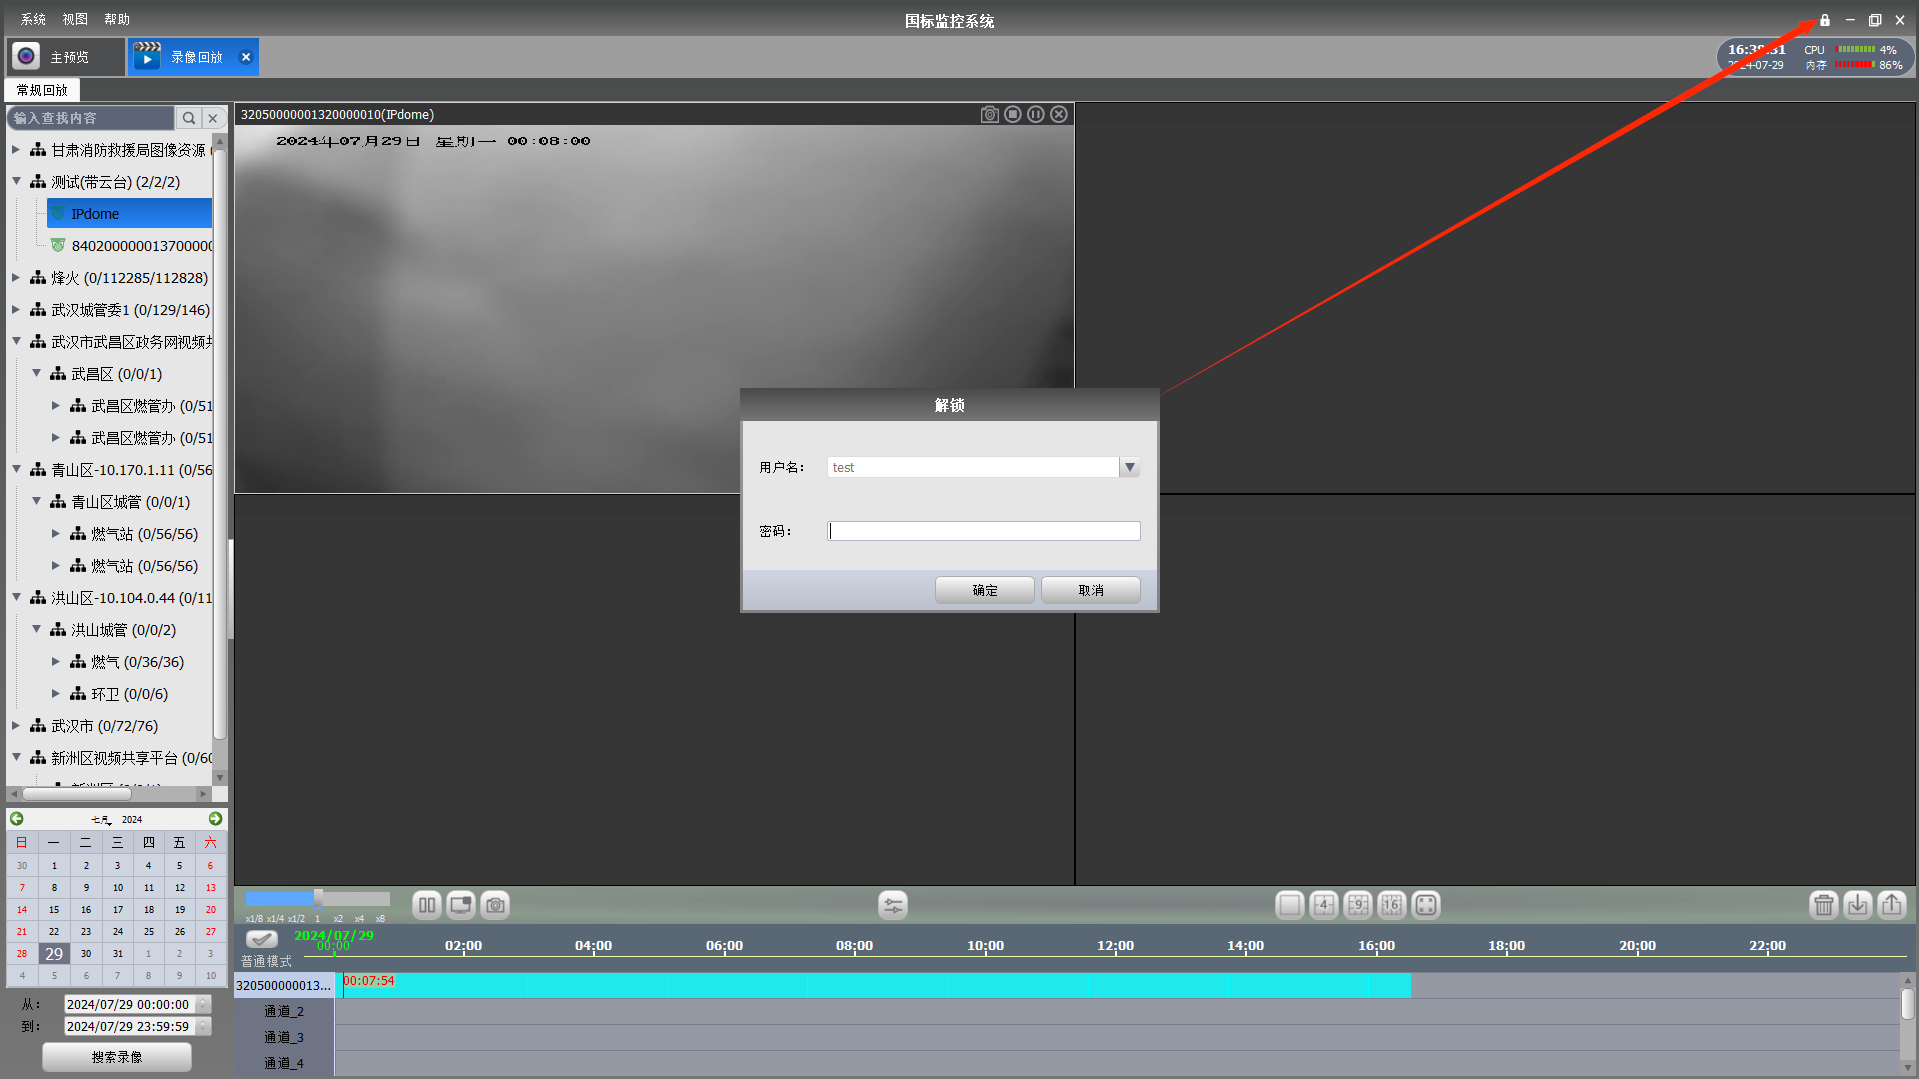 系统 视图 帮助
国标监控系统
主预览
录像回放
16:38:31
CPU 4%
2024-07-29
内存 86%
常规回放
输入查找内容
甘肃消防救援局图像资源
测试(带云台) (2/2/2)
IPdome
840200000013700000
烽火 (0/112285/112828)
武汉城管委1 (0/129/146)
武汉市武昌区政务网视频共
武昌区 (0/0/1)
武昌区燃管办 (0/51
武昌区燃管办 (0/51
青山区-10.170.1.11 (0/56
青山区城管 (0/0/1)
燃气站 (0/56/56)
燃气站 (0/56/56)
洪山区-10.104.0.44 (0/11
洪山城管 (0/0/2)
燃气 (0/36/36)
环卫 (0/0/6)
武汉市 (0/72/76)
新洲区视频共享平台 (0/60
32050000001320000010(IPdome)
2024年07月29日 星期一 00:08:00
解锁
用户名: test
密码:
确定 取消
七月, 2024
日 一 二 三 四 五 六
30 1 2 3 4 5 6
7 8 9 10 11 12 13
14 15 16 17 18 19 20
21 22 23 24 25 26 27
28 29 30 31 1 2 3
4 5 6 7 8 9 10
从: 2024/07/29 00:00:00
到: 2024/07/29 23:59:59
搜索录像
x1/8 x1/4 x1/2 1 x2 x4 x8
4 9 16
2024/07/29
00:00 02:00 04:00 06:00 08:00 10:00 12:00 14:00 16:00 18:00 20:00 22:00
普通模式
320500000013...
00:07:54
通道_2
通道_3
通道_4